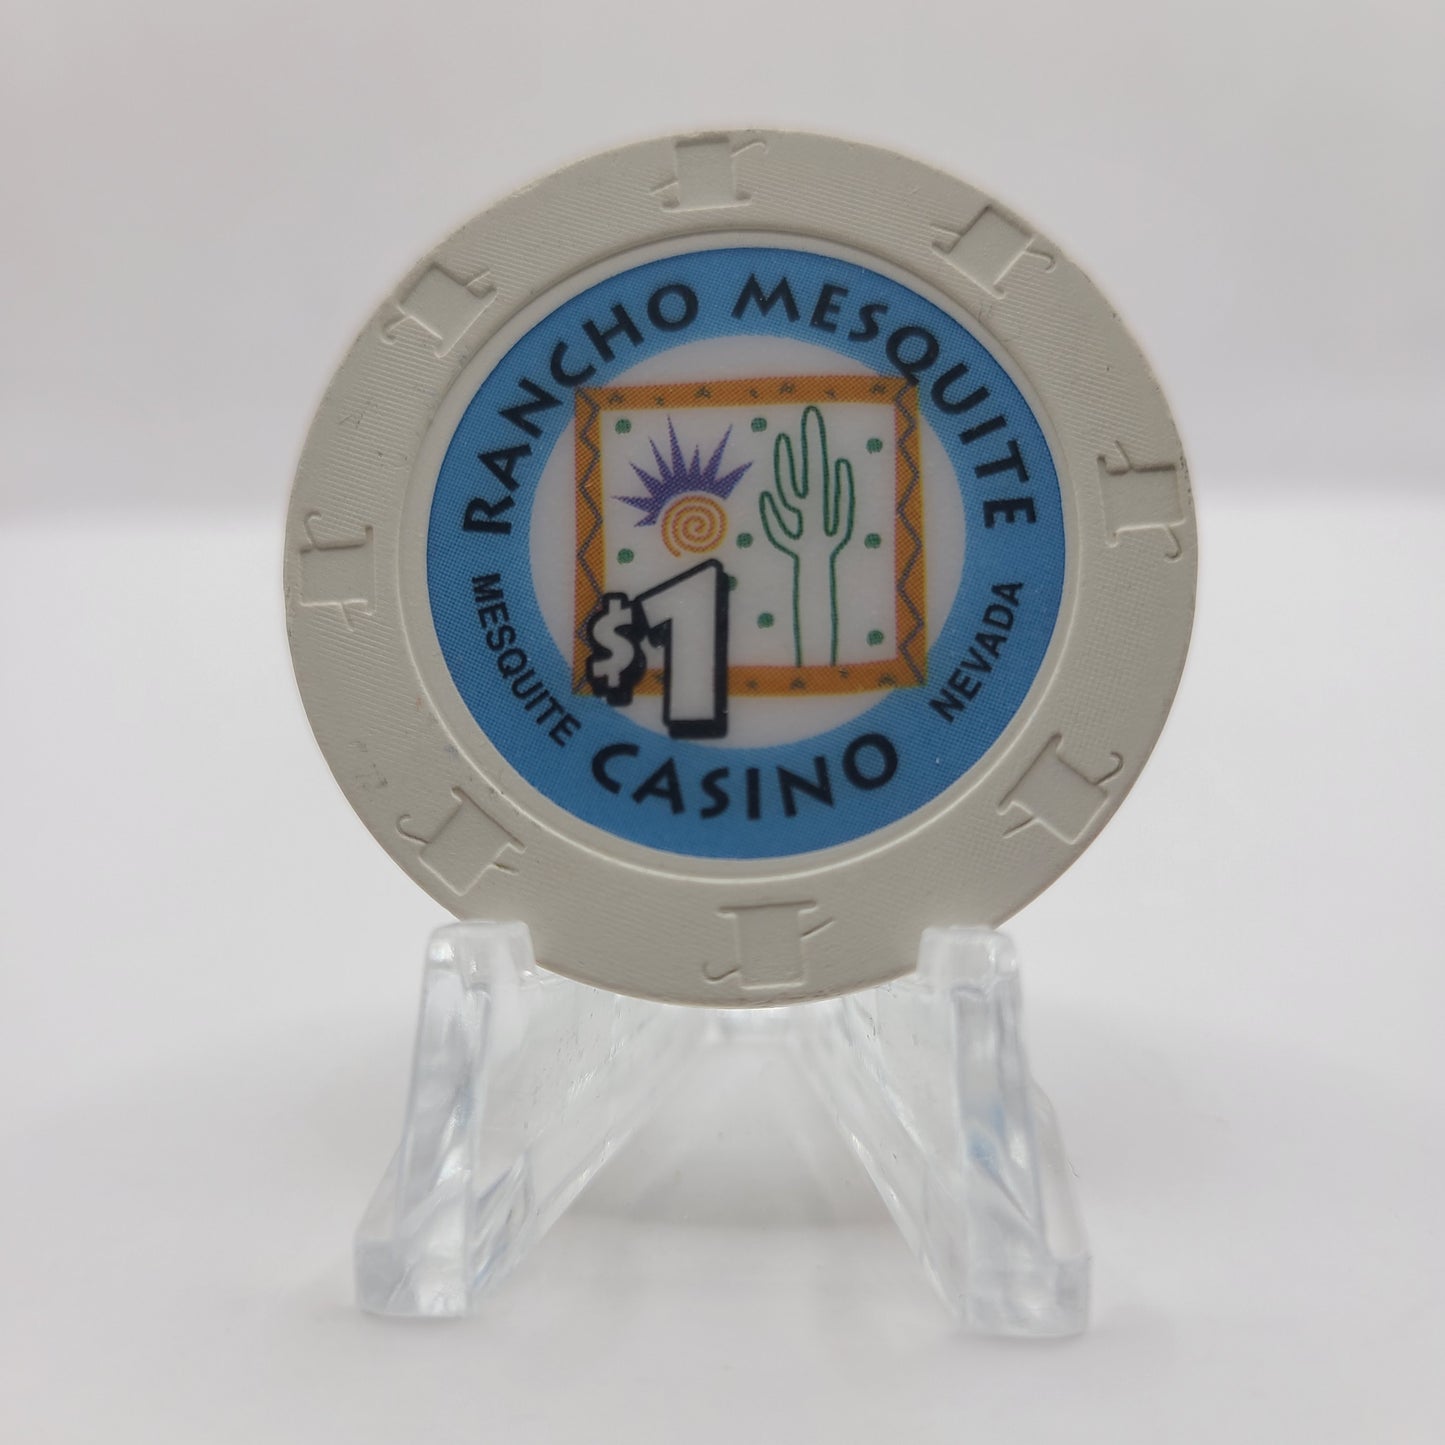 RANCHO MESQUITE
$1
MESQUITE
NEVADA
CASINO